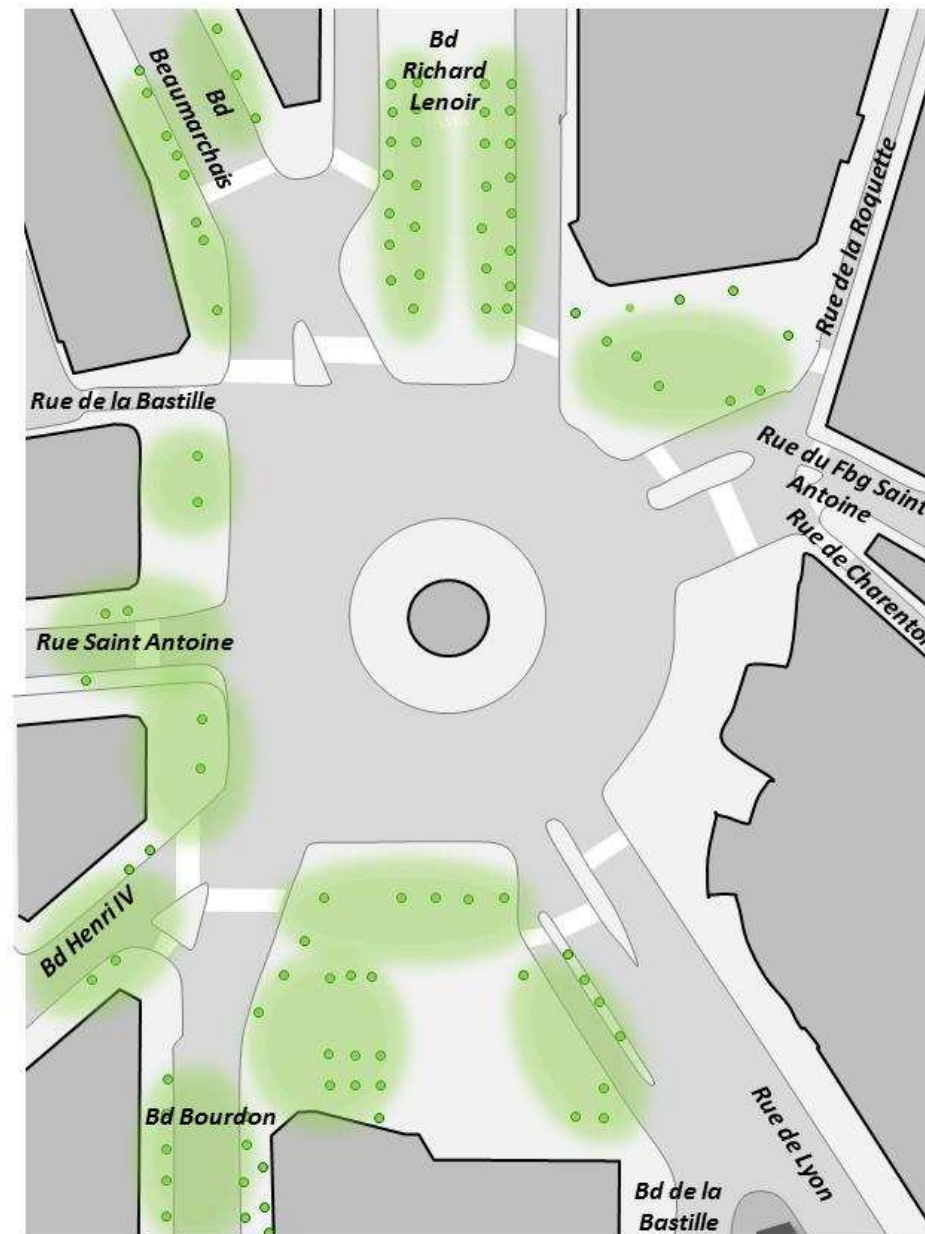 Bd
Richard
Lenoir
Bd
Beaumarchais
Rue de la Roquette
Rue de la Bastille
Rue du Fbg Saint
Antoine
Rue de Charenton
Rue Saint Antoine
Bd Henri IV
Bd Bourdon
Rue de Lyon
Bd de la
Bastille